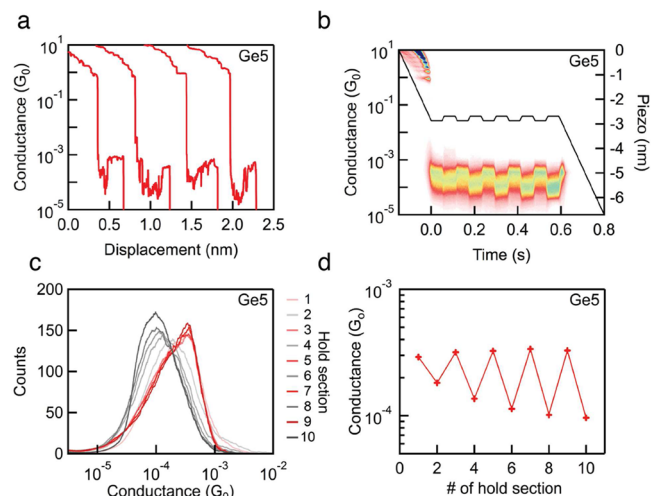 a
Ge5
Conductance (G0)
10^1
10^-1
10^-3
10^-5
0.0 0.5 1.0 1.5 2.0 2.5
Displacement (nm)
b
Ge5
Conductance (G0)
10^1
10^-1
10^-3
10^-5
0
-1
-2
-3
-4
-5
-6
Piezo (nm)
0.0 0.2 0.4 0.6 0.8
Time (s)
c
Ge5
Counts
200
150
100
50
0
10^-5 10^-4 10^-3 10^-2
Conductance (G0)
Hold section
1
2
3
4
5
6
7
8
9
10
d
Ge5
Conductance (G0)
10^-3
10^-4
0 2 4 6 8 10
# of hold section